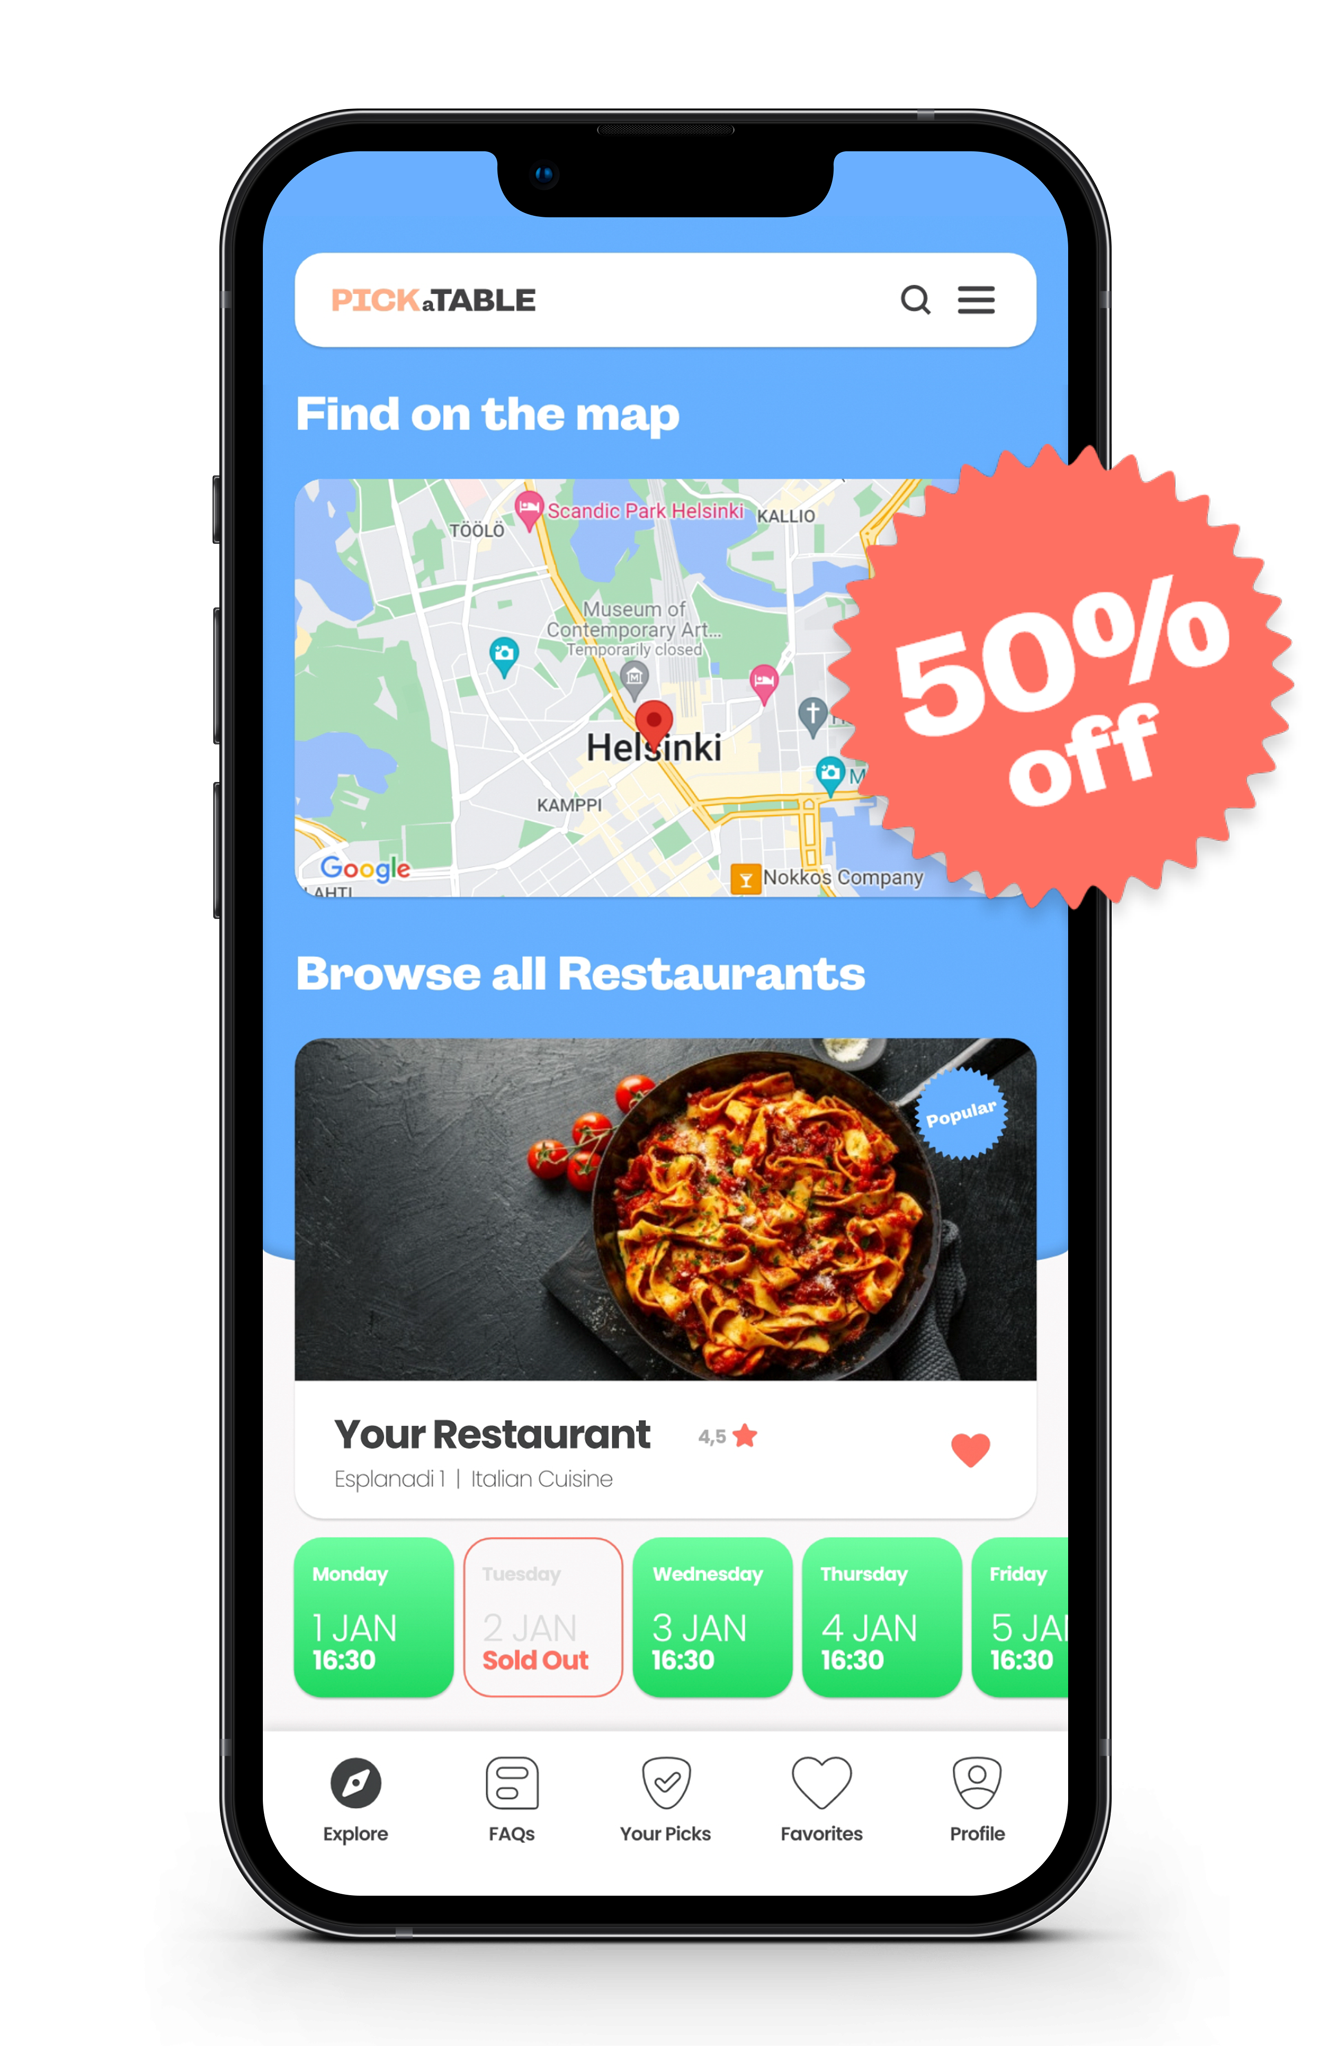 PICKaTABLE
Find on the map
Scandic Park Helsinki
KALLIO
TÖÖLÖ
Museum of
Contemporary Art...
Temporarily closed
Helsinki
KAMPPI
M
Google
LAHTI
Nokkos Company
50%
off
Browse all Restaurants
Popular
Your Restaurant 4,5
Esplanadi 1 | Italian Cuisine
Monday
1 JAN
16:30
Tuesday
2 JAN
Sold Out
Wednesday
3 JAN
16:30
Thursday
4 JAN
16:30
Friday
5 JAN
16:30
Explore
FAQs
Your Picks
Favorites
Profile